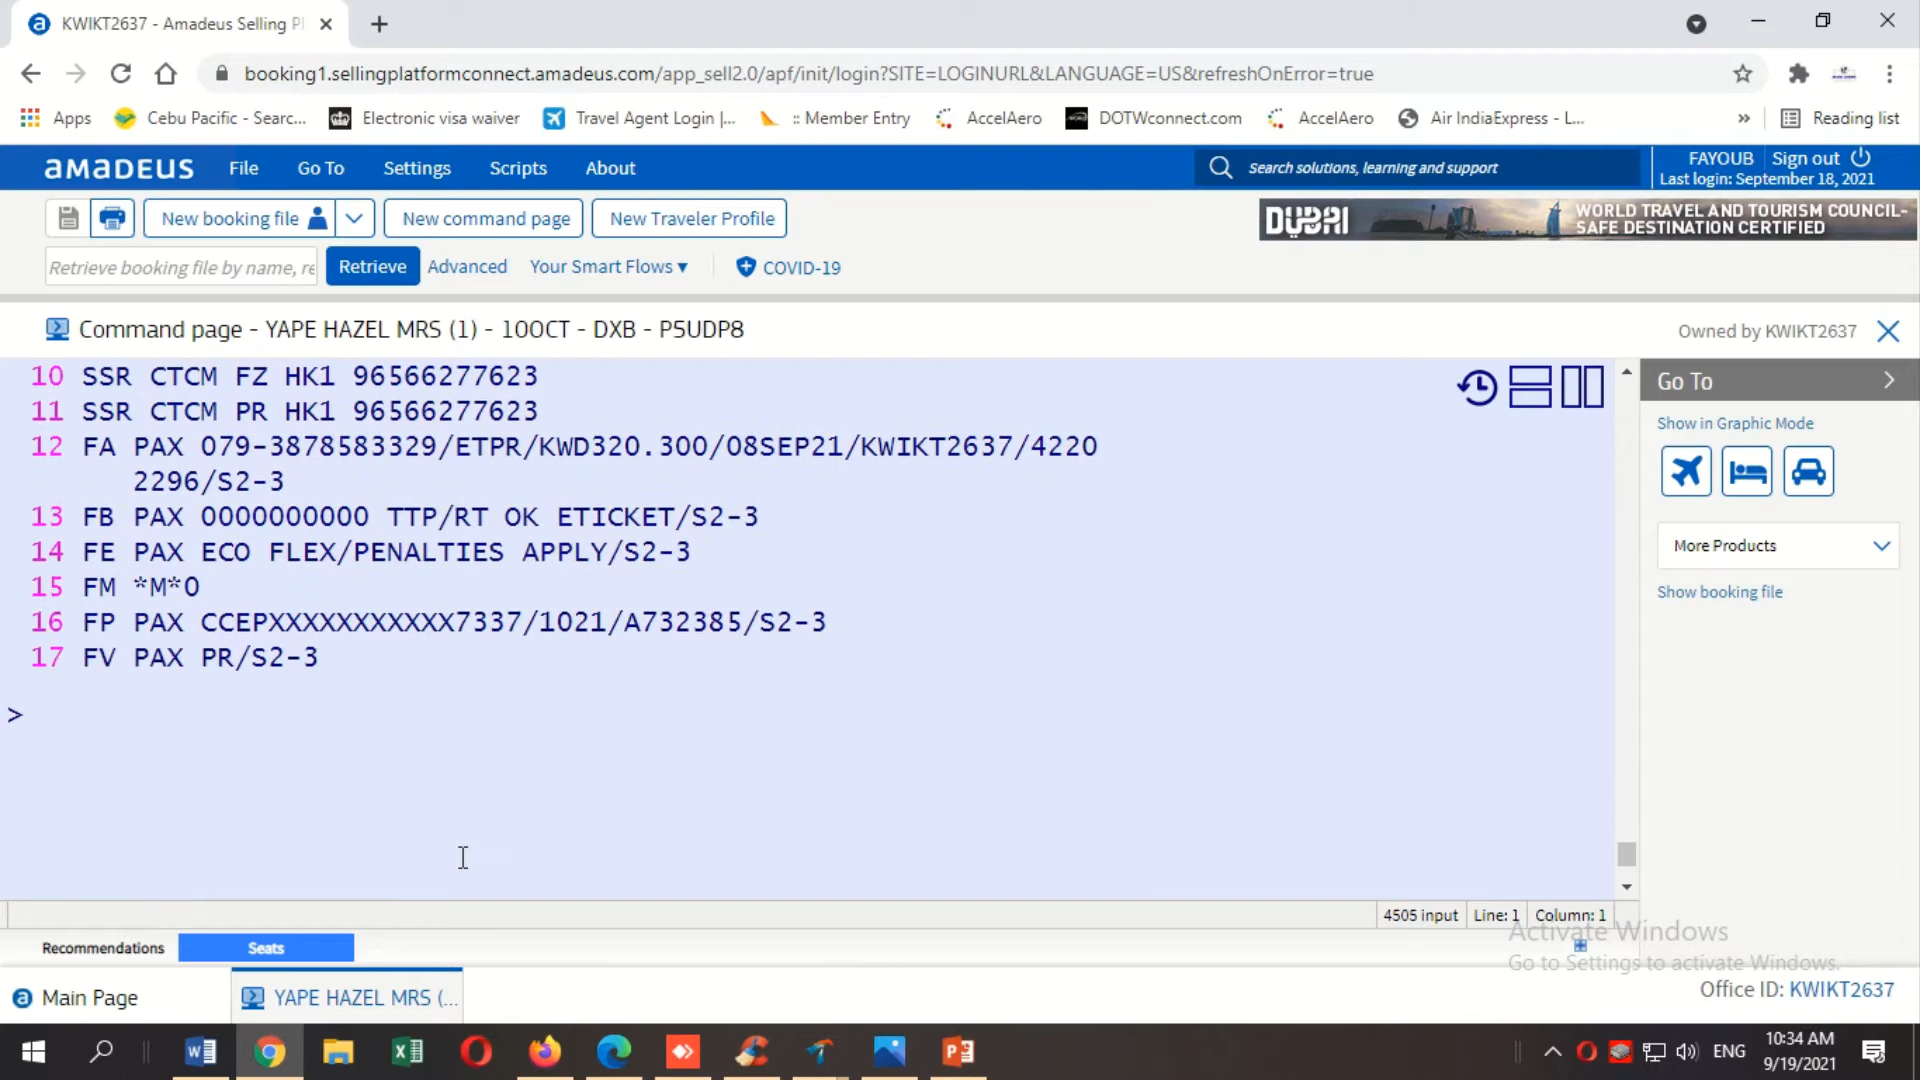 KWIKT2637 - Amadeus Selling Pl
booking1.sellingplatformconnect.amadeus.com/app_sell2.0/apf/init/login?SITE=LOGINURL&LANGUAGE=US&refreshOnError=true
Apps Cebu Pacific - Searc... Electronic visa waiver Travel Agent Login |... :: Member Entry AccelAero DOTWconnect.com AccelAero Air IndiaExpress - L... » Reading list
amadeus File Go To Settings Scripts About Search solutions, learning and support FAYOUB Sign out
Last login: September 18, 2021
New booking file New command page New Traveler Profile
DUBAI WORLD TRAVEL AND TOURISM COUNCIL-
SAFE DESTINATION CERTIFIED
Retrieve booking file by name, re Retrieve Advanced Your Smart Flows ▾ COVID-19
Command page - YAPE HAZEL MRS (1) - 10OCT - DXB - P5UDP8 Owned by KWIKT2637
10 SSR CTCM FZ HK1 96566277623
11 SSR CTCM PR HK1 96566277623
12 FA PAX 079-3878583329/ETPR/KWD320.300/08SEP21/KWIKT2637/4220
2296/S2-3
13 FB PAX 0000000000 TTP/RT OK ETICKET/S2-3
14 FE PAX ECO FLEX/PENALTIES APPLY/S2-3
15 FM *M*0
16 FP PAX CCEPXXXXXXXXXXX7337/1021/A732385/S2-3
17 FV PAX PR/S2-3
>
Go To
Show in Graphic Mode
More Products
Show booking file
4505 input Line: 1 Column: 1
Recommendations Seats
Activate Windows
Go to Settings to activate Windows.
Main Page YAPE HAZEL MRS (...
Office ID: KWIKT2637
ENG
10:34 AM
9/19/2021